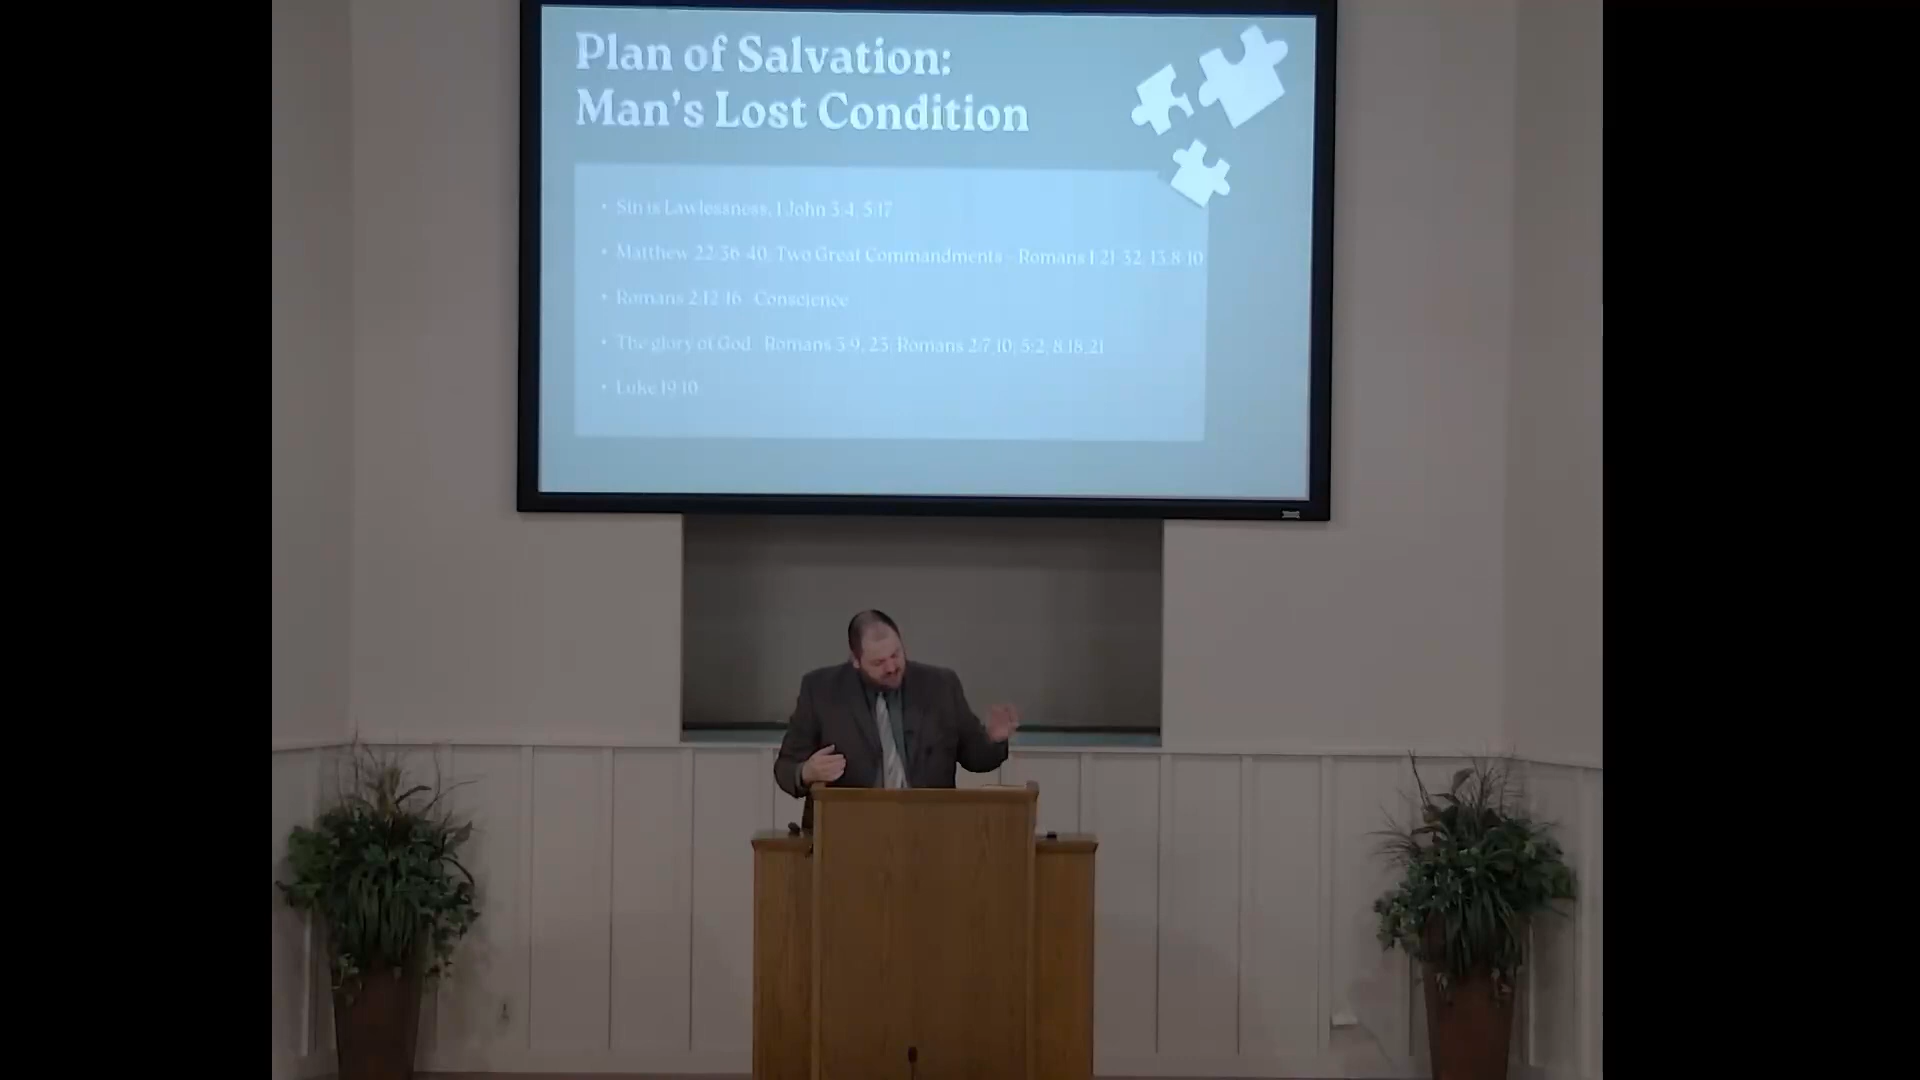 Plan of Salvation:
Man's Lost Condition
• Sin is Lawlessness, 1 John 3:4, 5:17
• Matthew 22:36-40, Two Great Commandments - Romans 1:21-32, 13:8-10
• Romans 2:12-16 - Conscience
• The glory of God - Romans 3:9, 23, Romans 2:7,10, 5:2, 8:18,21
• Luke 19:10